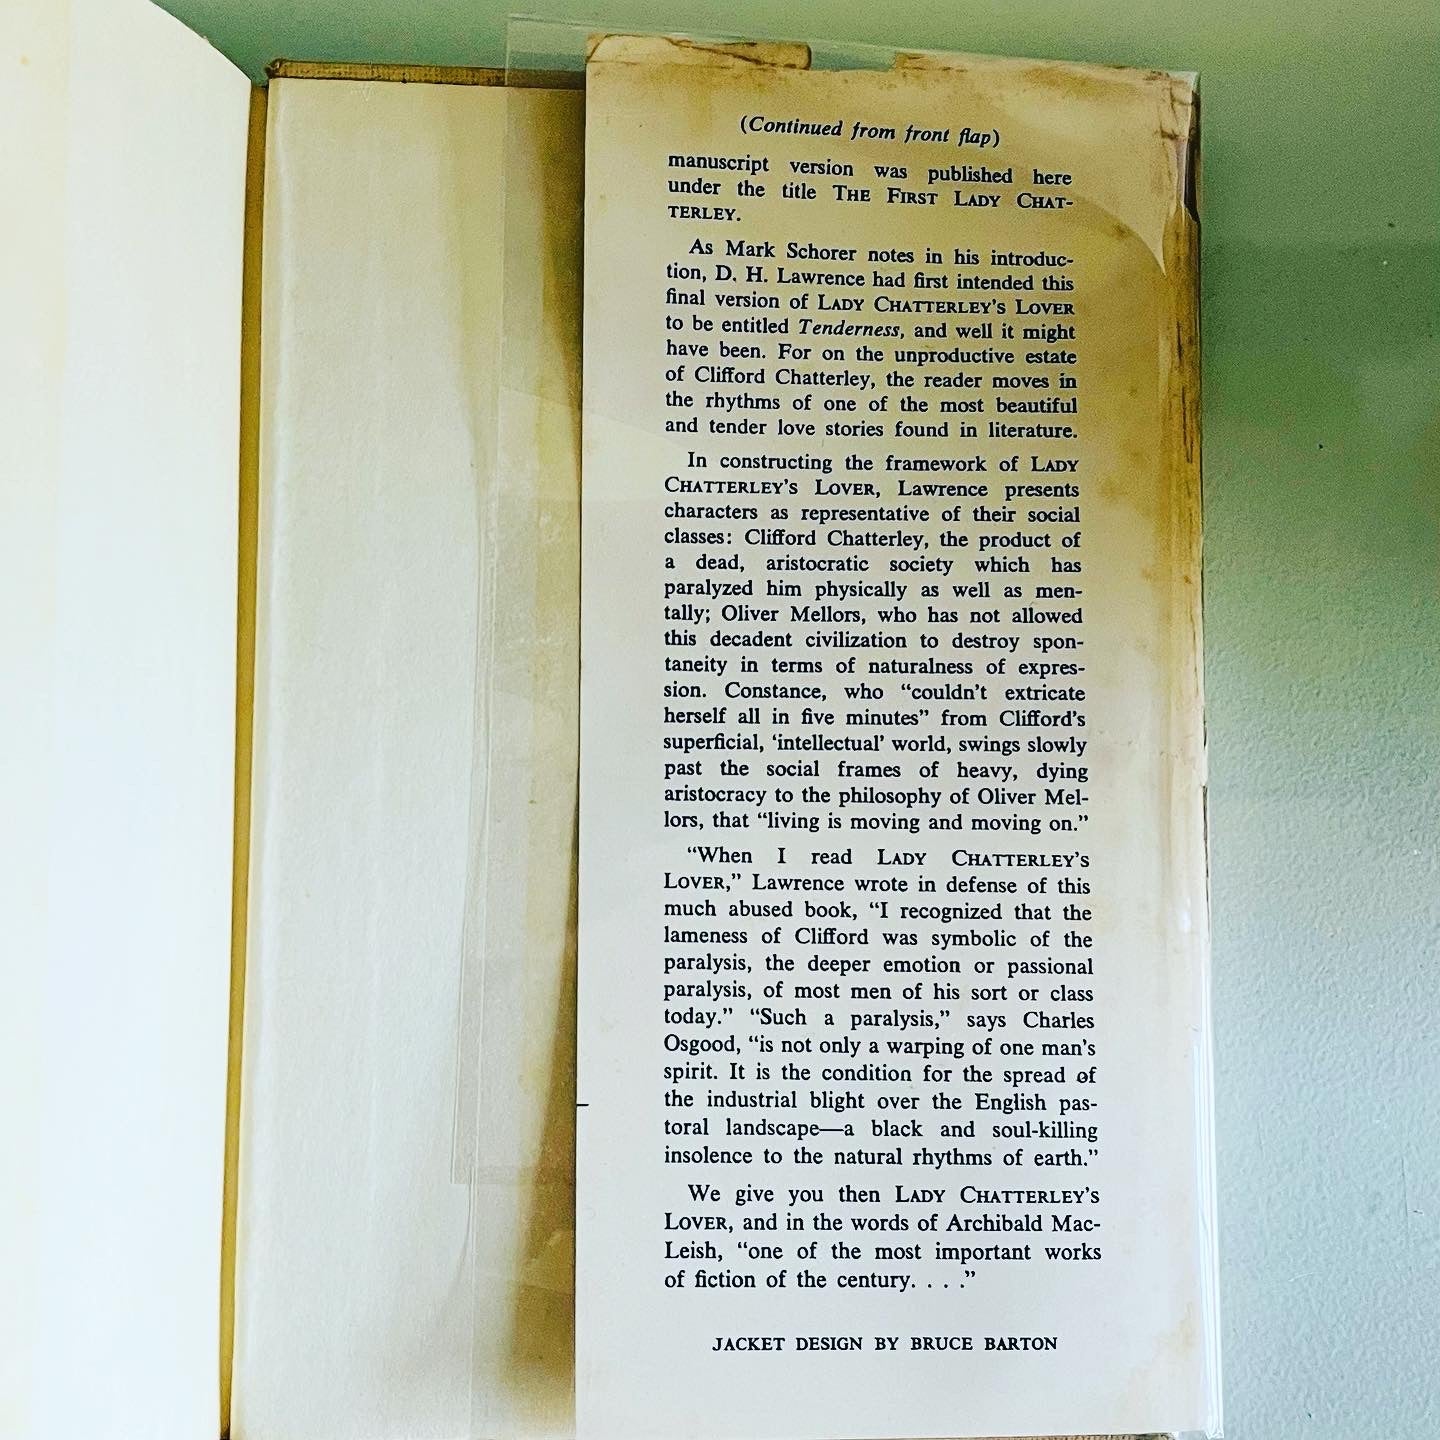 (Continued from front flap)
manuscript version was published here
under the title THE FIRST LADY CHAT-
TERLEY.
As Mark Schorer notes in his introduc-
tion, D. H. Lawrence had first intended this
final version of LADY CHATTERLEY'S LOVER
to be entitled Tenderness, and well it might
have been. For on the unproductive estate
of Clifford Chatterley, the reader moves in
the rhythms of one of the most beautiful
and tender love stories found in literature.
In constructing the framework of LADY
CHATTERLEY'S LOVER, Lawrence presents
characters as representative of their social
classes: Clifford Chatterley, the product of
a dead, aristocratic society which has
paralyzed him physically as well as men-
tally; Oliver Mellors, who has not allowed
this decadent civilization to destroy spon-
taneity in terms of naturalness of expres-
sion. Constance, who “couldn't extricate
herself all in five minutes” from Clifford's
superficial, ‘intellectual’ world, swings slowly
past the social frames of heavy, dying
aristocracy to the philosophy of Oliver Mel-
lors, that “living is moving and moving on.”
“When I read LADY CHATTERLEY'S
LOVER,” Lawrence wrote in defense of this
much abused book, “I recognized that the
lameness of Clifford was symbolic of the
paralysis, the deeper emotion or passional
paralysis, of most men of his sort or class
today.” “Such a paralysis,” says Charles
Osgood, “is not only a warping of one man's
spirit. It is the condition for the spread of
the industrial blight over the English pas-
toral landscape—a black and soul-killing
insolence to the natural rhythms of earth.”
We give you then LADY CHATTERLEY'S
LOVER, and in the words of Archibald Mac-
Leish, “one of the most important works
of fiction of the century. . . .”
JACKET DESIGN BY BRUCE BARTON